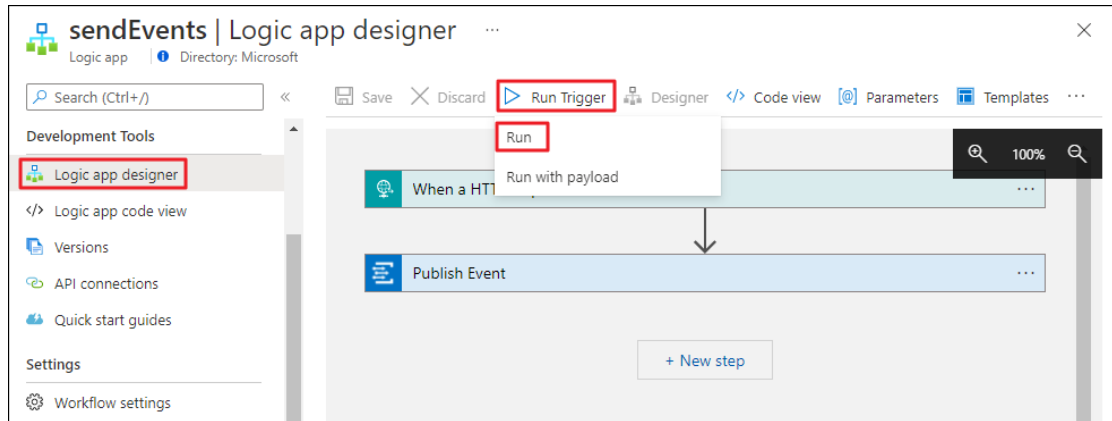 sendEvents | Logic app designer ...
Logic app Directory: Microsoft
Search (Ctrl+/) «
Save Discard Run Trigger Designer </> Code view [@] Parameters Templates ...
Development Tools
Run
100%
Logic app designer
Run with payload
When a HT
...
</> Logic app code view
Versions
Publish Event ...
API connections
Quick start guides
+ New step
Settings
Workflow settings